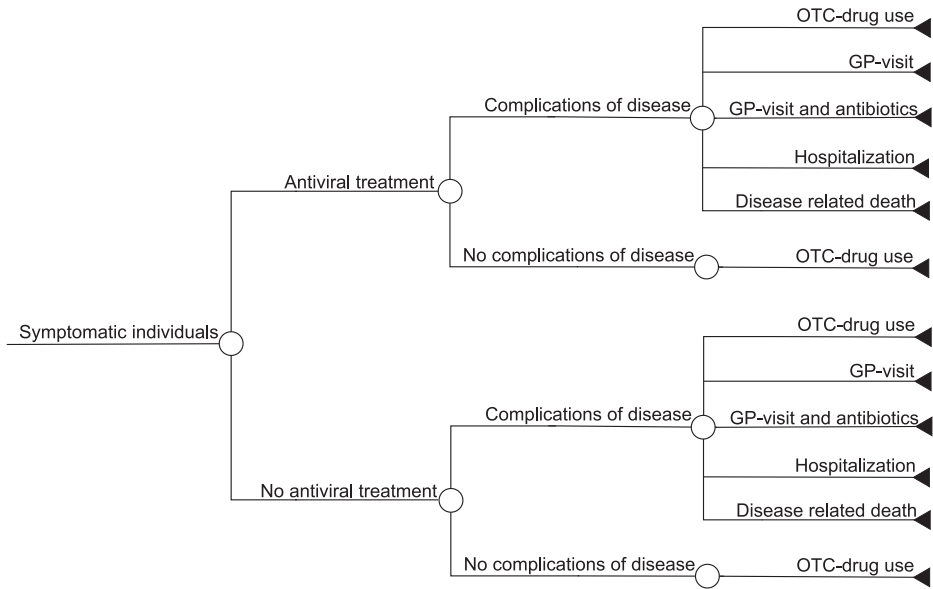 OTC-drug use
GP-visit
Complications of disease
GP-visit and antibiotics
Hospitalization
Antiviral treatment
Disease related death
No complications of disease
OTC-drug use
Symptomatic individuals
OTC-drug use
GP-visit
Complications of disease
GP-visit and antibiotics
Hospitalization
No antiviral treatment
Disease related death
No complications of disease
OTC-drug use